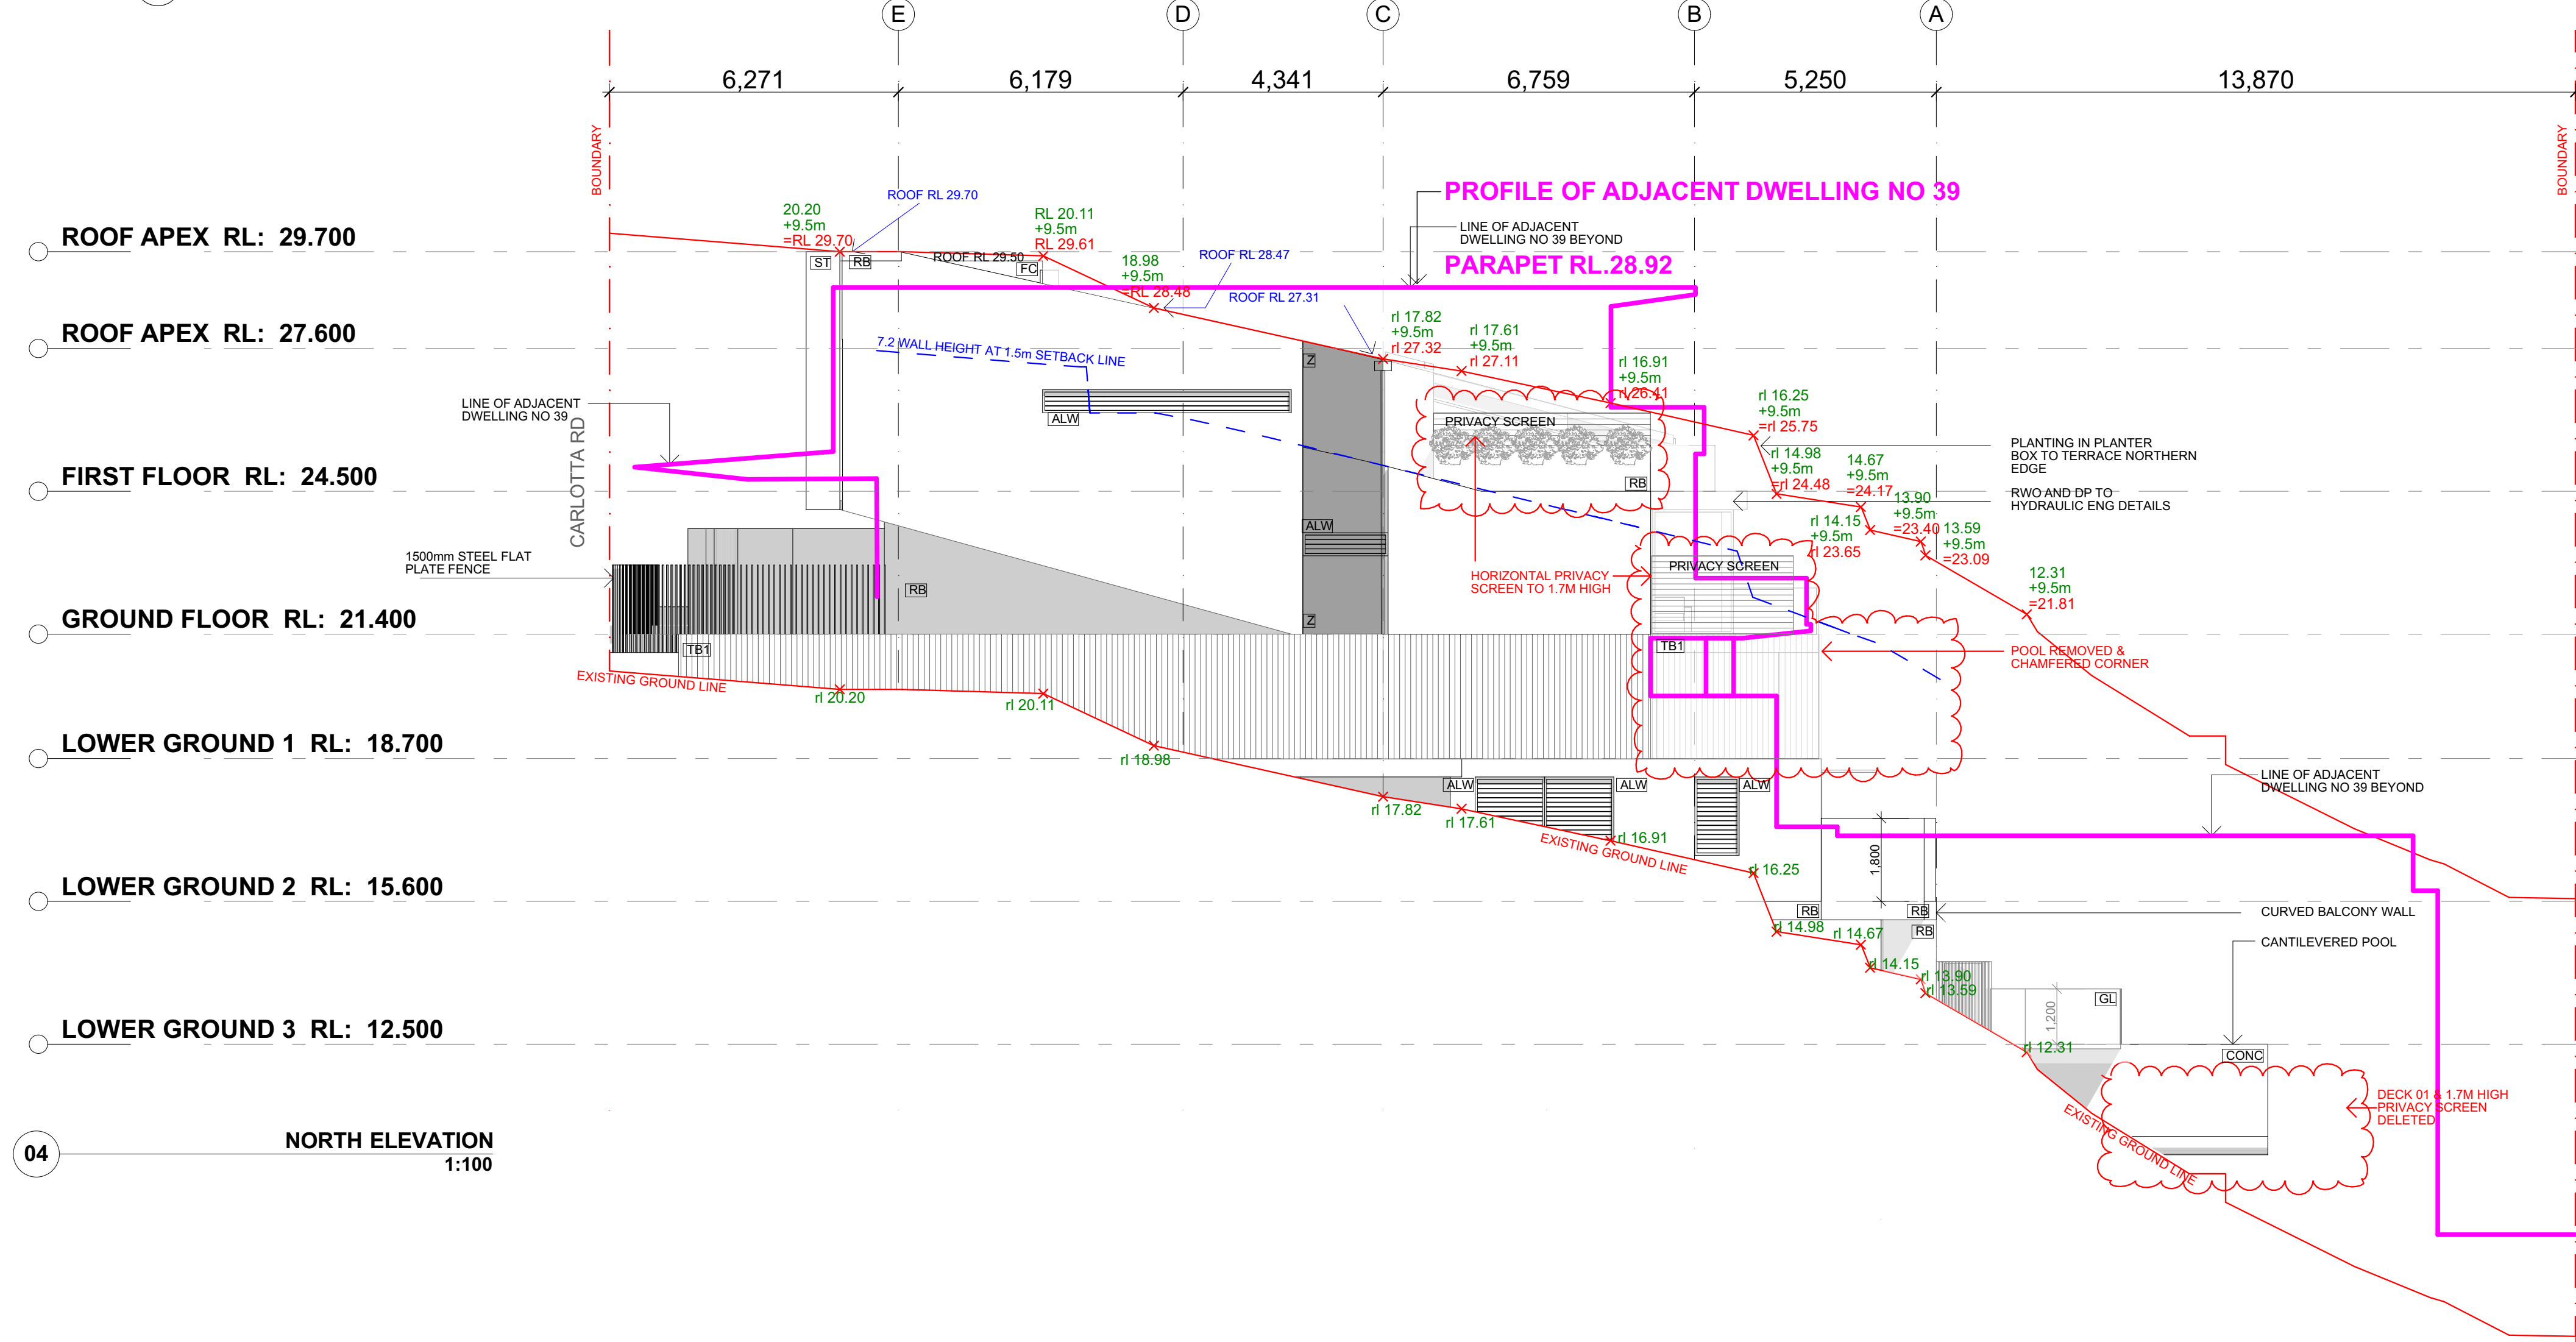 E
D
C
B
A
6,271
6,179
4,341
6,759
5,250
13,870
BOUNDARY
BOUNDARY
ROOF RL 29.70
PROFILE OF ADJACENT DWELLING NO 39
LINE OF ADJACENT
DWELLING NO 39 BEYOND
PARAPET RL.28.92
20.20
+9.5m
=RL 29.70
RL 20.11
+9.5m
RL 29.61
18.98
+9.5m
=RL 28.48
ROOF RL 28.47
ROOF RL 27.31
ROOF RL 29.50
ST
RB
FC
ROOF APEX RL: 29.700
ROOF APEX RL: 27.600
7.2 WALL HEIGHT AT 1.5m SETBACK LINE
rl 17.82
+9.5m
rl 27.32
rl 17.61
+9.5m
rl 27.11
rl 16.91
+9.5m
rl 26.41
rl 16.25
+9.5m
=rl 25.75
rl 14.98
+9.5m
=rl 24.48
14.67
+9.5m
=24.17
13.90
+9.5m
=23.40
rl 14.15
+9.5m
rl 23.65
13.59
+9.5m
=23.09
12.31
+9.5m
=21.81
Z
ALW
PRIVACY SCREEN
RB
LINE OF ADJACENT
DWELLING NO 39
CARLOTTA RD
PLANTING IN PLANTER
BOX TO TERRACE NORTHERN
EDGE
RWO AND DP TO
HYDRAULIC ENG DETAILS
FIRST FLOOR RL: 24.500
ALW
1500mm STEEL FLAT
PLATE FENCE
RB
HORIZONTAL PRIVACY
SCREEN TO 1.7M HIGH
PRIVACY SCREEN
Z
GROUND FLOOR RL: 21.400
TB1
TB1
POOL REMOVED &
CHAMFERED CORNER
EXISTING GROUND LINE
rl 20.20
rl 20.11
LOWER GROUND 1 RL: 18.700
rl 18.98
ALW
ALW
ALW
LINE OF ADJACENT
DWELLING NO 39 BEYOND
rl 17.82
rl 17.61
rl 16.91
EXISTING GROUND LINE
rl 16.25
1,800
LOWER GROUND 2 RL: 15.600
RB
RB
CURVED BALCONY WALL
rl 14.98
rl 14.67
RB
CANTILEVERED POOL
rl 14.15
rl 13.90
rl 13.59
GL
1,200
LOWER GROUND 3 RL: 12.500
rl 12.31
CONC
DECK 01 & 1.7M HIGH
PRIVACY SCREEN
DELETED
EXISTING GROUND LINE
04
NORTH ELEVATION
1:100